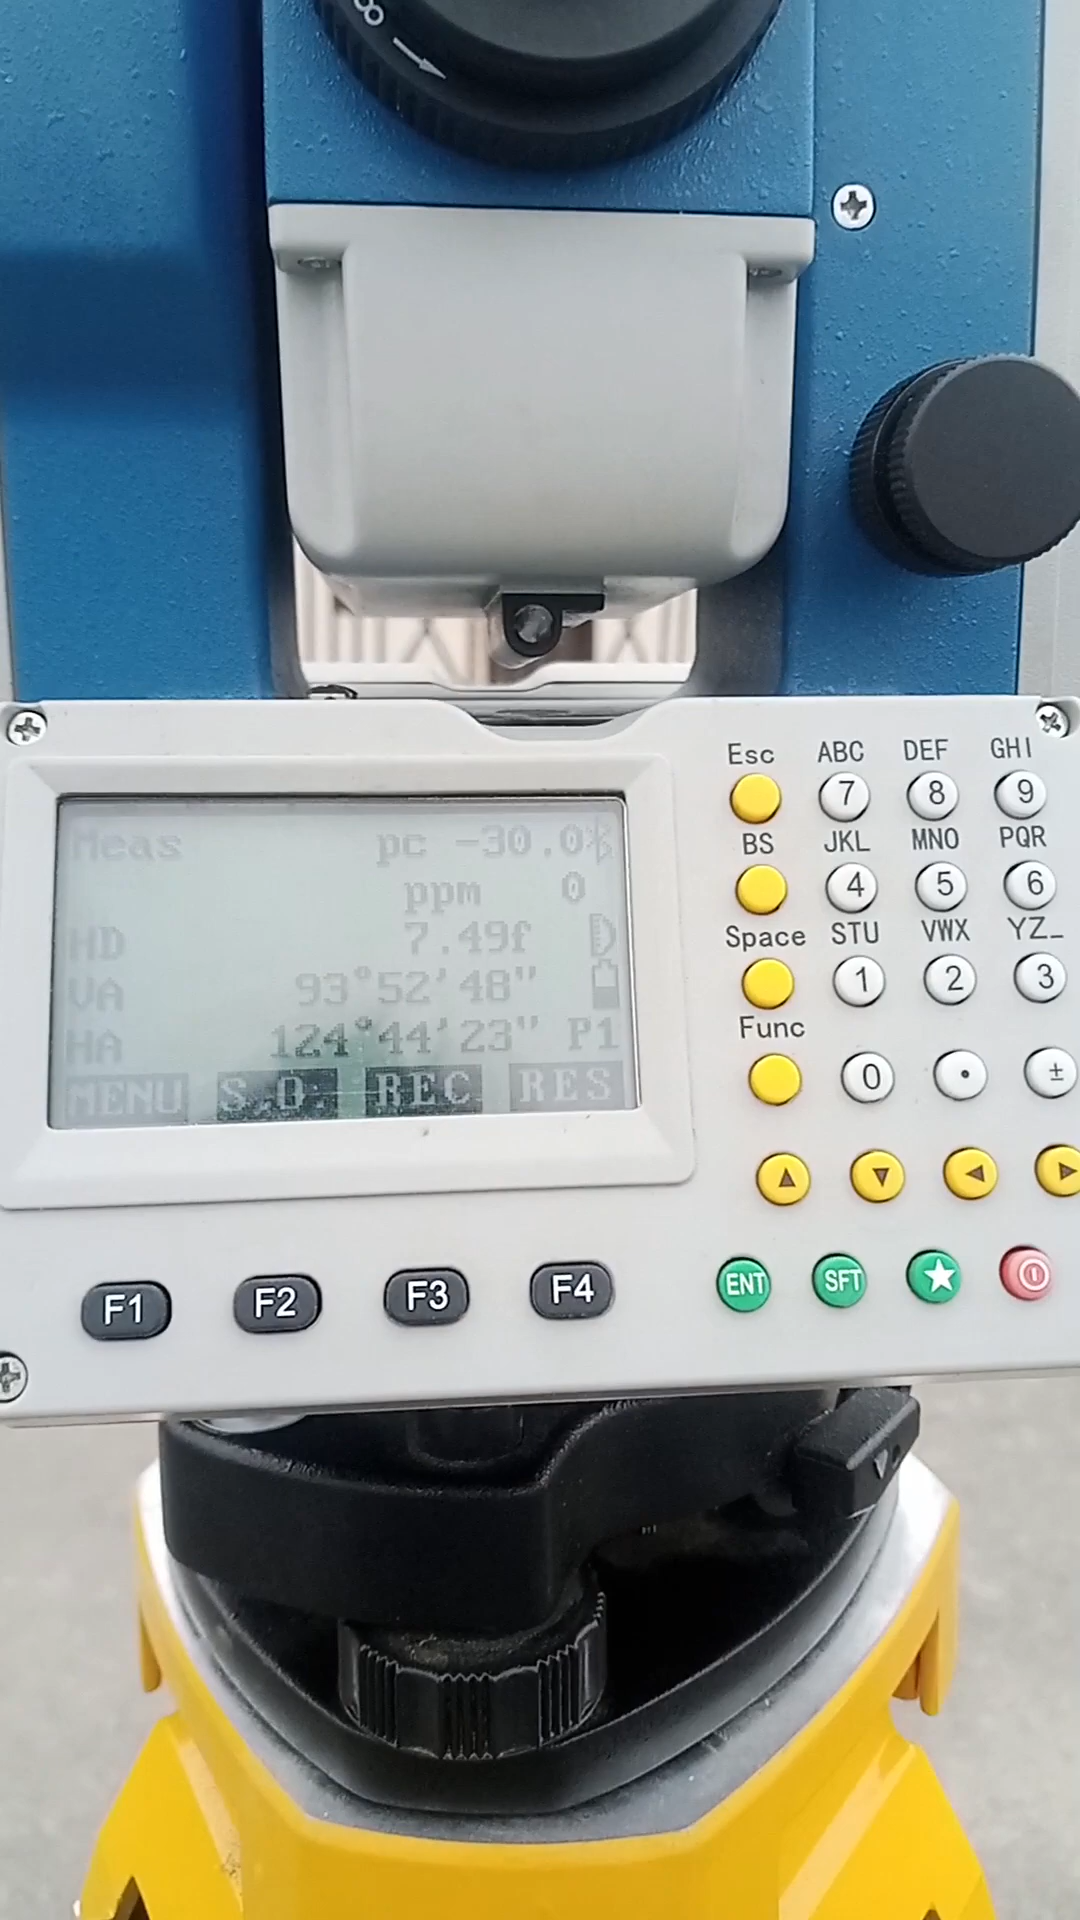 ∞
Meas pc -30.0
ppm 0
HD 7.49f
VA 93°52'48"
HA 124°44'23" P1
MENU S.O. REC RES
Esc ABC DEF GHI
7 8 9
BS JKL MNO PQR
4 5 6
Space STU VWX YZ_
1 2 3
Func
0 • ±
F1 F2 F3 F4
ENT SFT